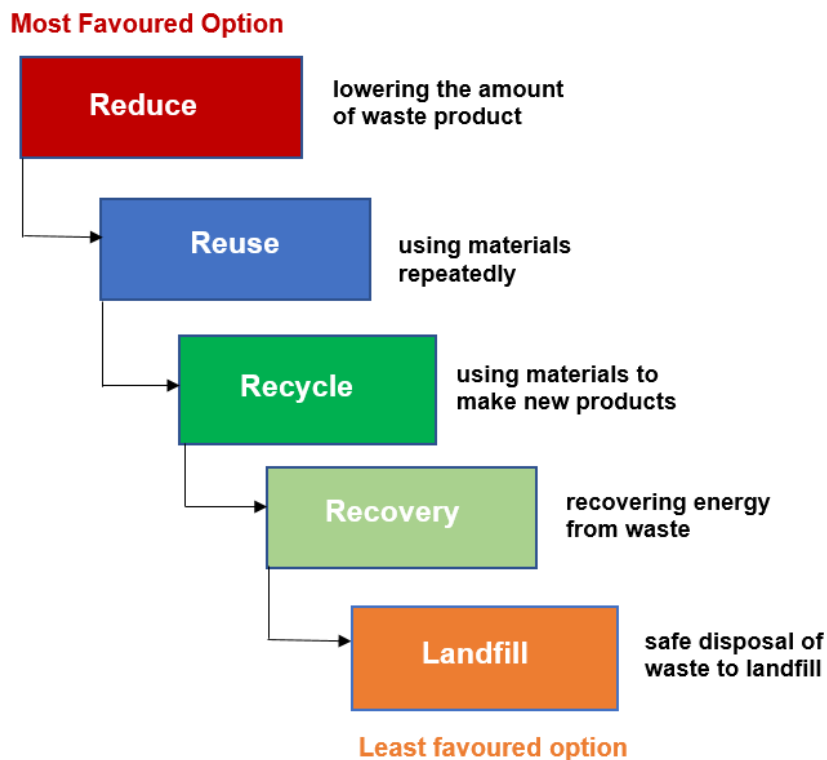 Most Favoured Option
Reduce
lowering the amount
of waste product
Reuse
using materials
repeatedly
Recycle
using materials to
make new products
Recovery
recovering energy
from waste
Landfill
safe disposal of
waste to landfill
Least favoured option